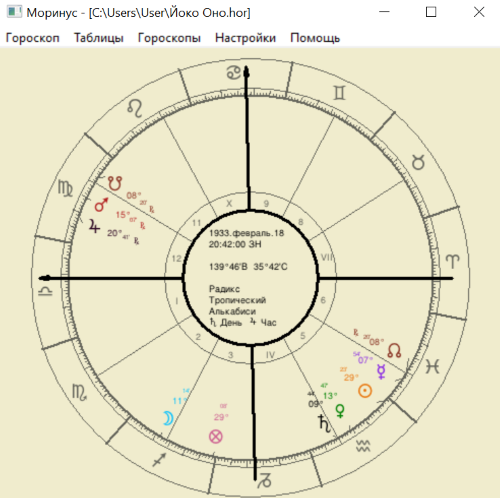 Моринус - [C:\Users\User\Йоко Оно.hor]
Гороскоп Таблицы Гороскопы Настройки Помощь
X
9
11
VII
12
I
6
2
5
3
IV
1933.февраль.18
20:42:00 ЗН
139°46'В 35°42'С
Радикс
Тропический
Алькабиси
♄ День ♃ Час
08°
15°
20°
11°
29°
09°
13°
29°
07°
08°